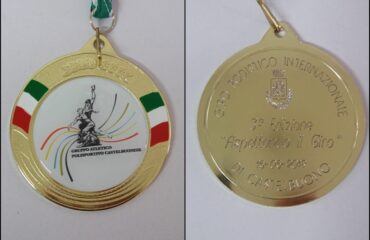 GRUPPO ATLETICO
POLISPORTIVO CASTELBUONESE
GIRO PODISTICO INTERNAZIONALE
3ª Edizione
"Aspettando il Giro"
DI CASTELBUONO